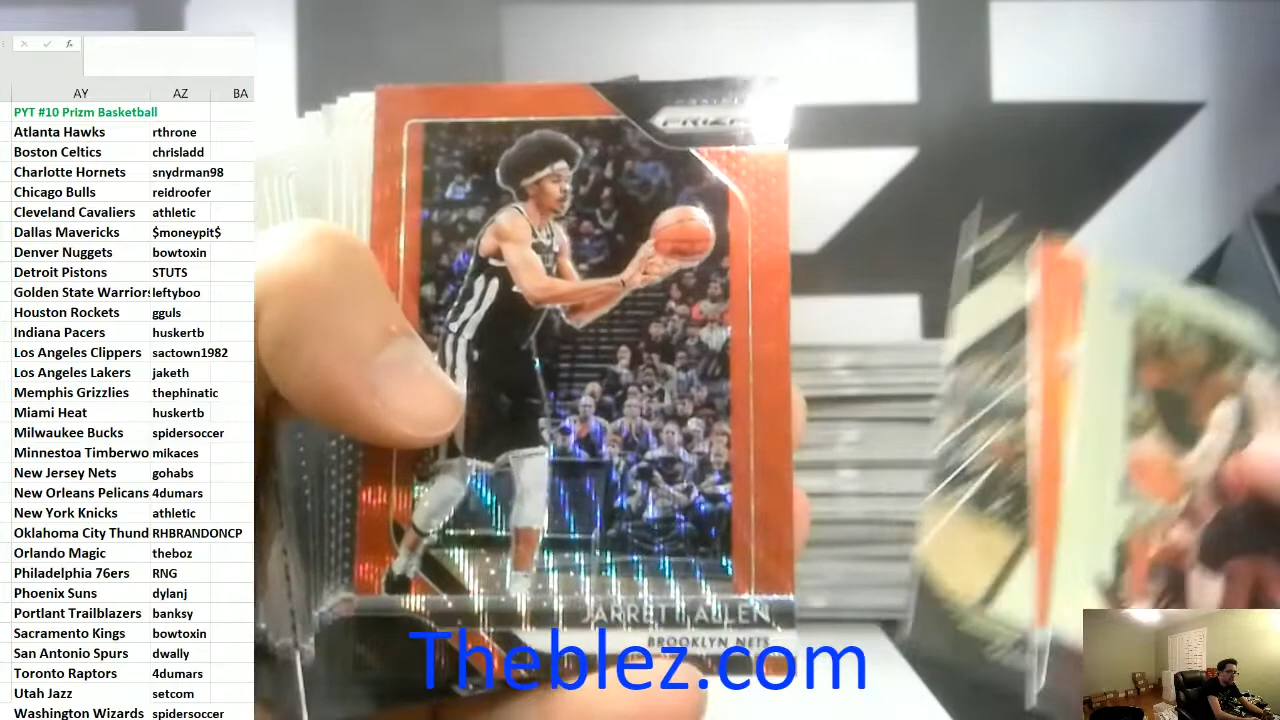 AY AZ BA
PYT #10 Prizm Basketball
Atlanta Hawks rthrone
Boston Celtics chrisladd
Charlotte Hornets snydrman98
Chicago Bulls reidroofer
Cleveland Cavaliers athletic
Dallas Mavericks $moneypit$
Denver Nuggets bowtoxin
Detroit Pistons STUTS
Golden State Warriors leftyboo
Houston Rockets gguls
Indiana Pacers huskertb
Los Angeles Clippers sactown1982
Los Angeles Lakers jaketh
Memphis Grizzlies thephinatic
Miami Heat huskertb
Milwaukee Bucks spidersoccer
Minnestoa Timberwo mikaces
New Jersey Nets gohabs
New Orleans Pelicans 4dumars
New York Knicks athletic
Oklahoma City Thund RHBRANDONCP
Orlando Magic theboz
Philadelphia 76ers RNG
Phoenix Suns dylanj
Portlant Trailblazers banksy
Sacramento Kings bowtoxin
San Antonio Spurs dwally
Toronto Raptors 4dumars
Utah Jazz setcom
Washington Wizards spidersoccer
PRIZM
JARRETT ALLEN
BROOKLYN NETS
Theblez.com